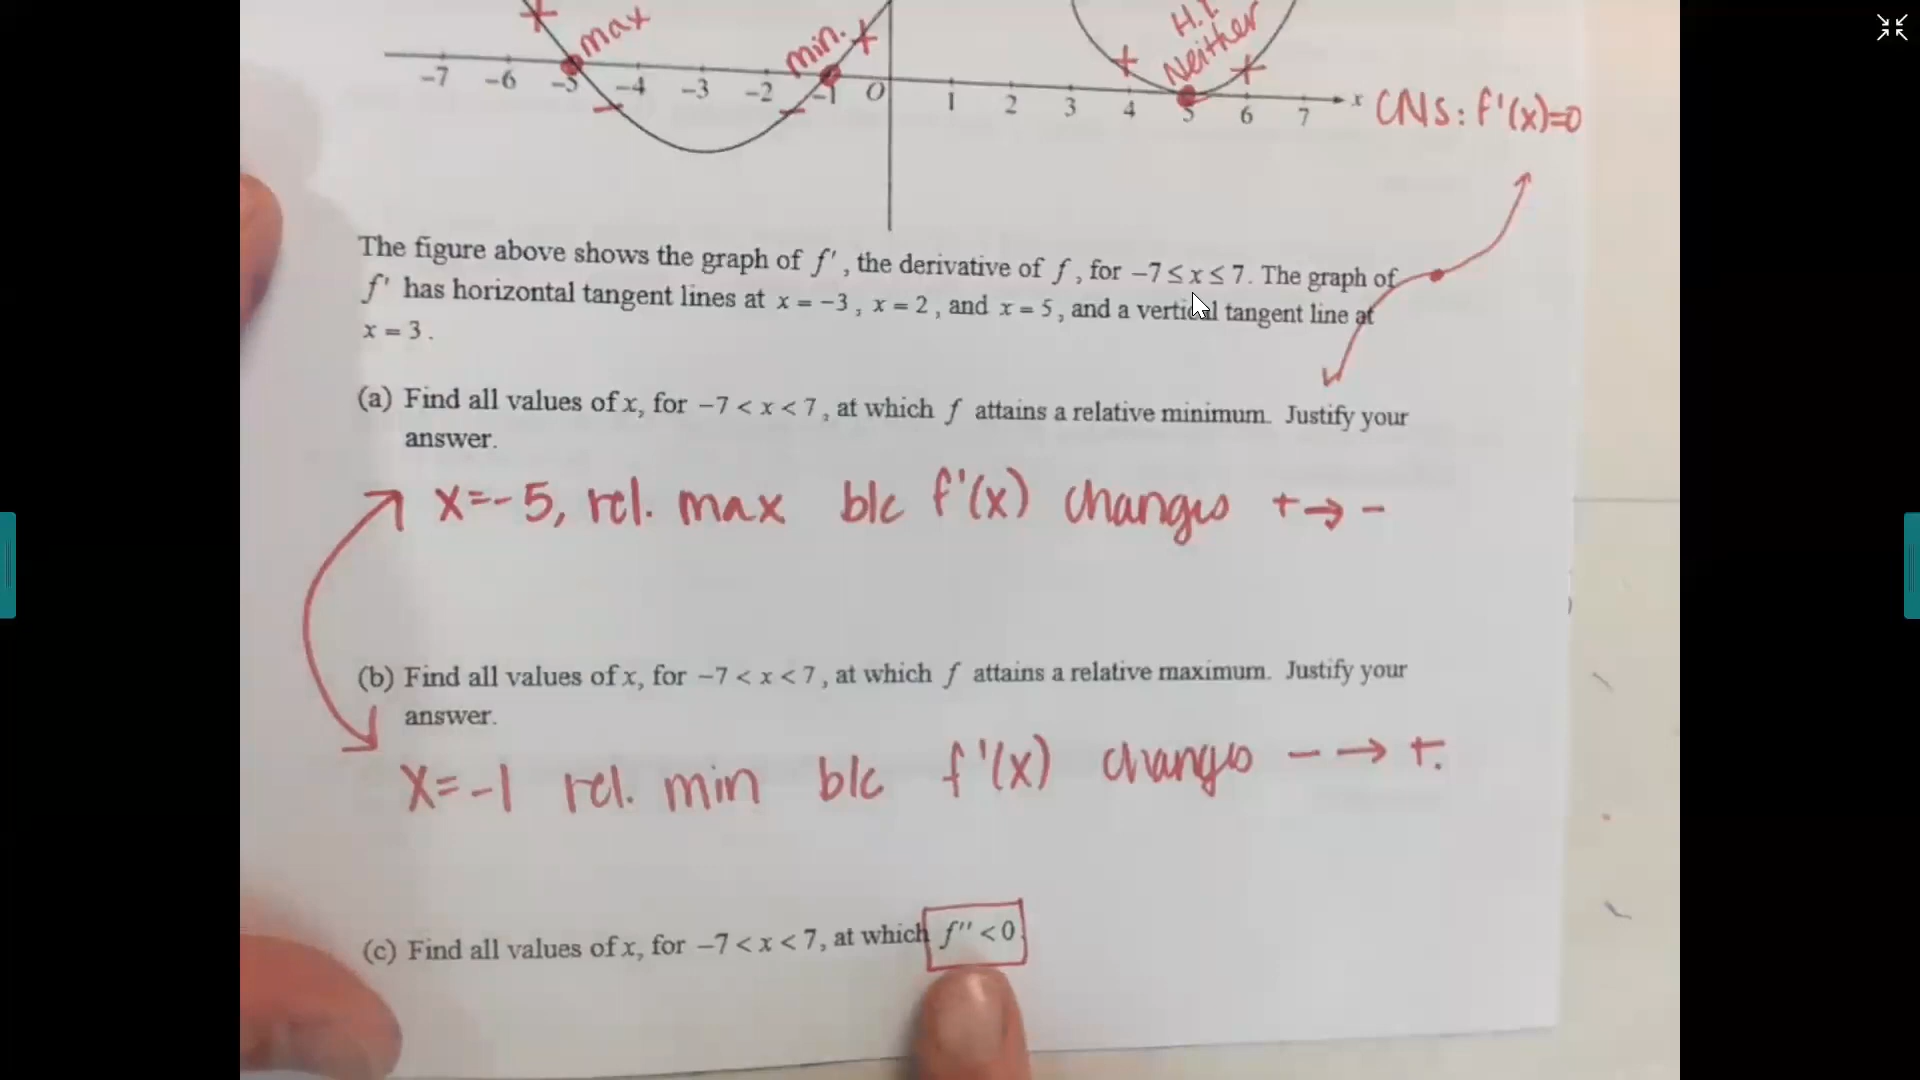 max
min.
H.I.
Neither
-7 -6 -5 -4 -3 -2 -1 O 1 2 3 4 5 6 7 x
CNS: f'(x)=0
The figure above shows the graph of f′, the derivative of f, for −7 ≤ x ≤ 7. The graph of
f′ has horizontal tangent lines at x = −3, x = 2, and x = 5, and a vertical tangent line at
x = 3.
(a) Find all values of x, for −7 < x < 7, at which f attains a relative minimum. Justify your
answer.
x=-5, rel. max b/c f'(x) changes + → -
(b) Find all values of x, for −7 < x < 7, at which f attains a relative maximum. Justify your
answer.
x=-1 rel. min b/c f'(x) changes - → +.
(c) Find all values of x, for −7 < x < 7, at which f″ < 0